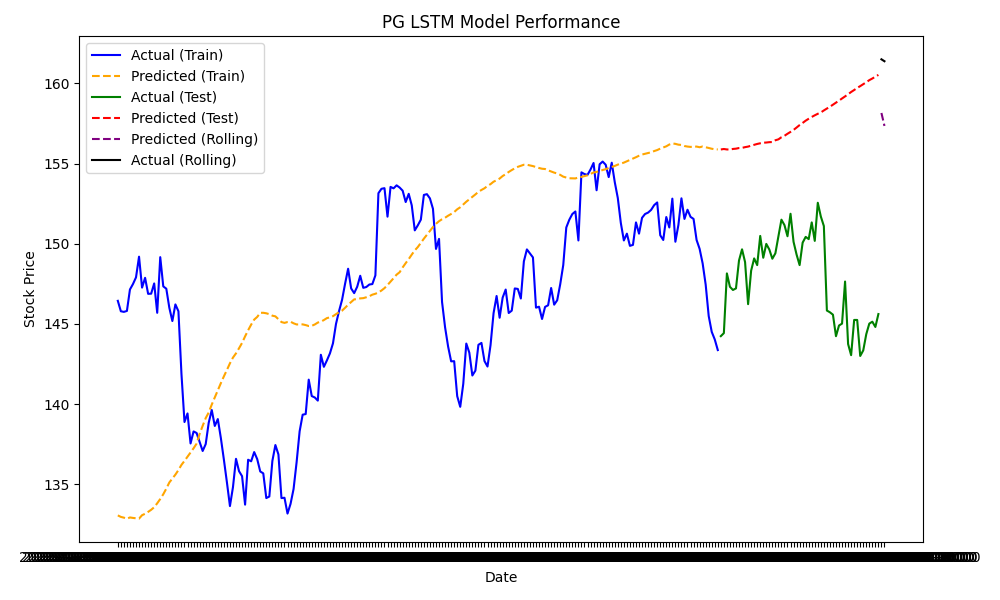 PG LSTM Model Performance
Actual (Train)
Predicted (Train)
Actual (Test)
Predicted (Test)
Predicted (Rolling)
Actual (Rolling)
160
155
150
145
140
135
Stock Price
Date